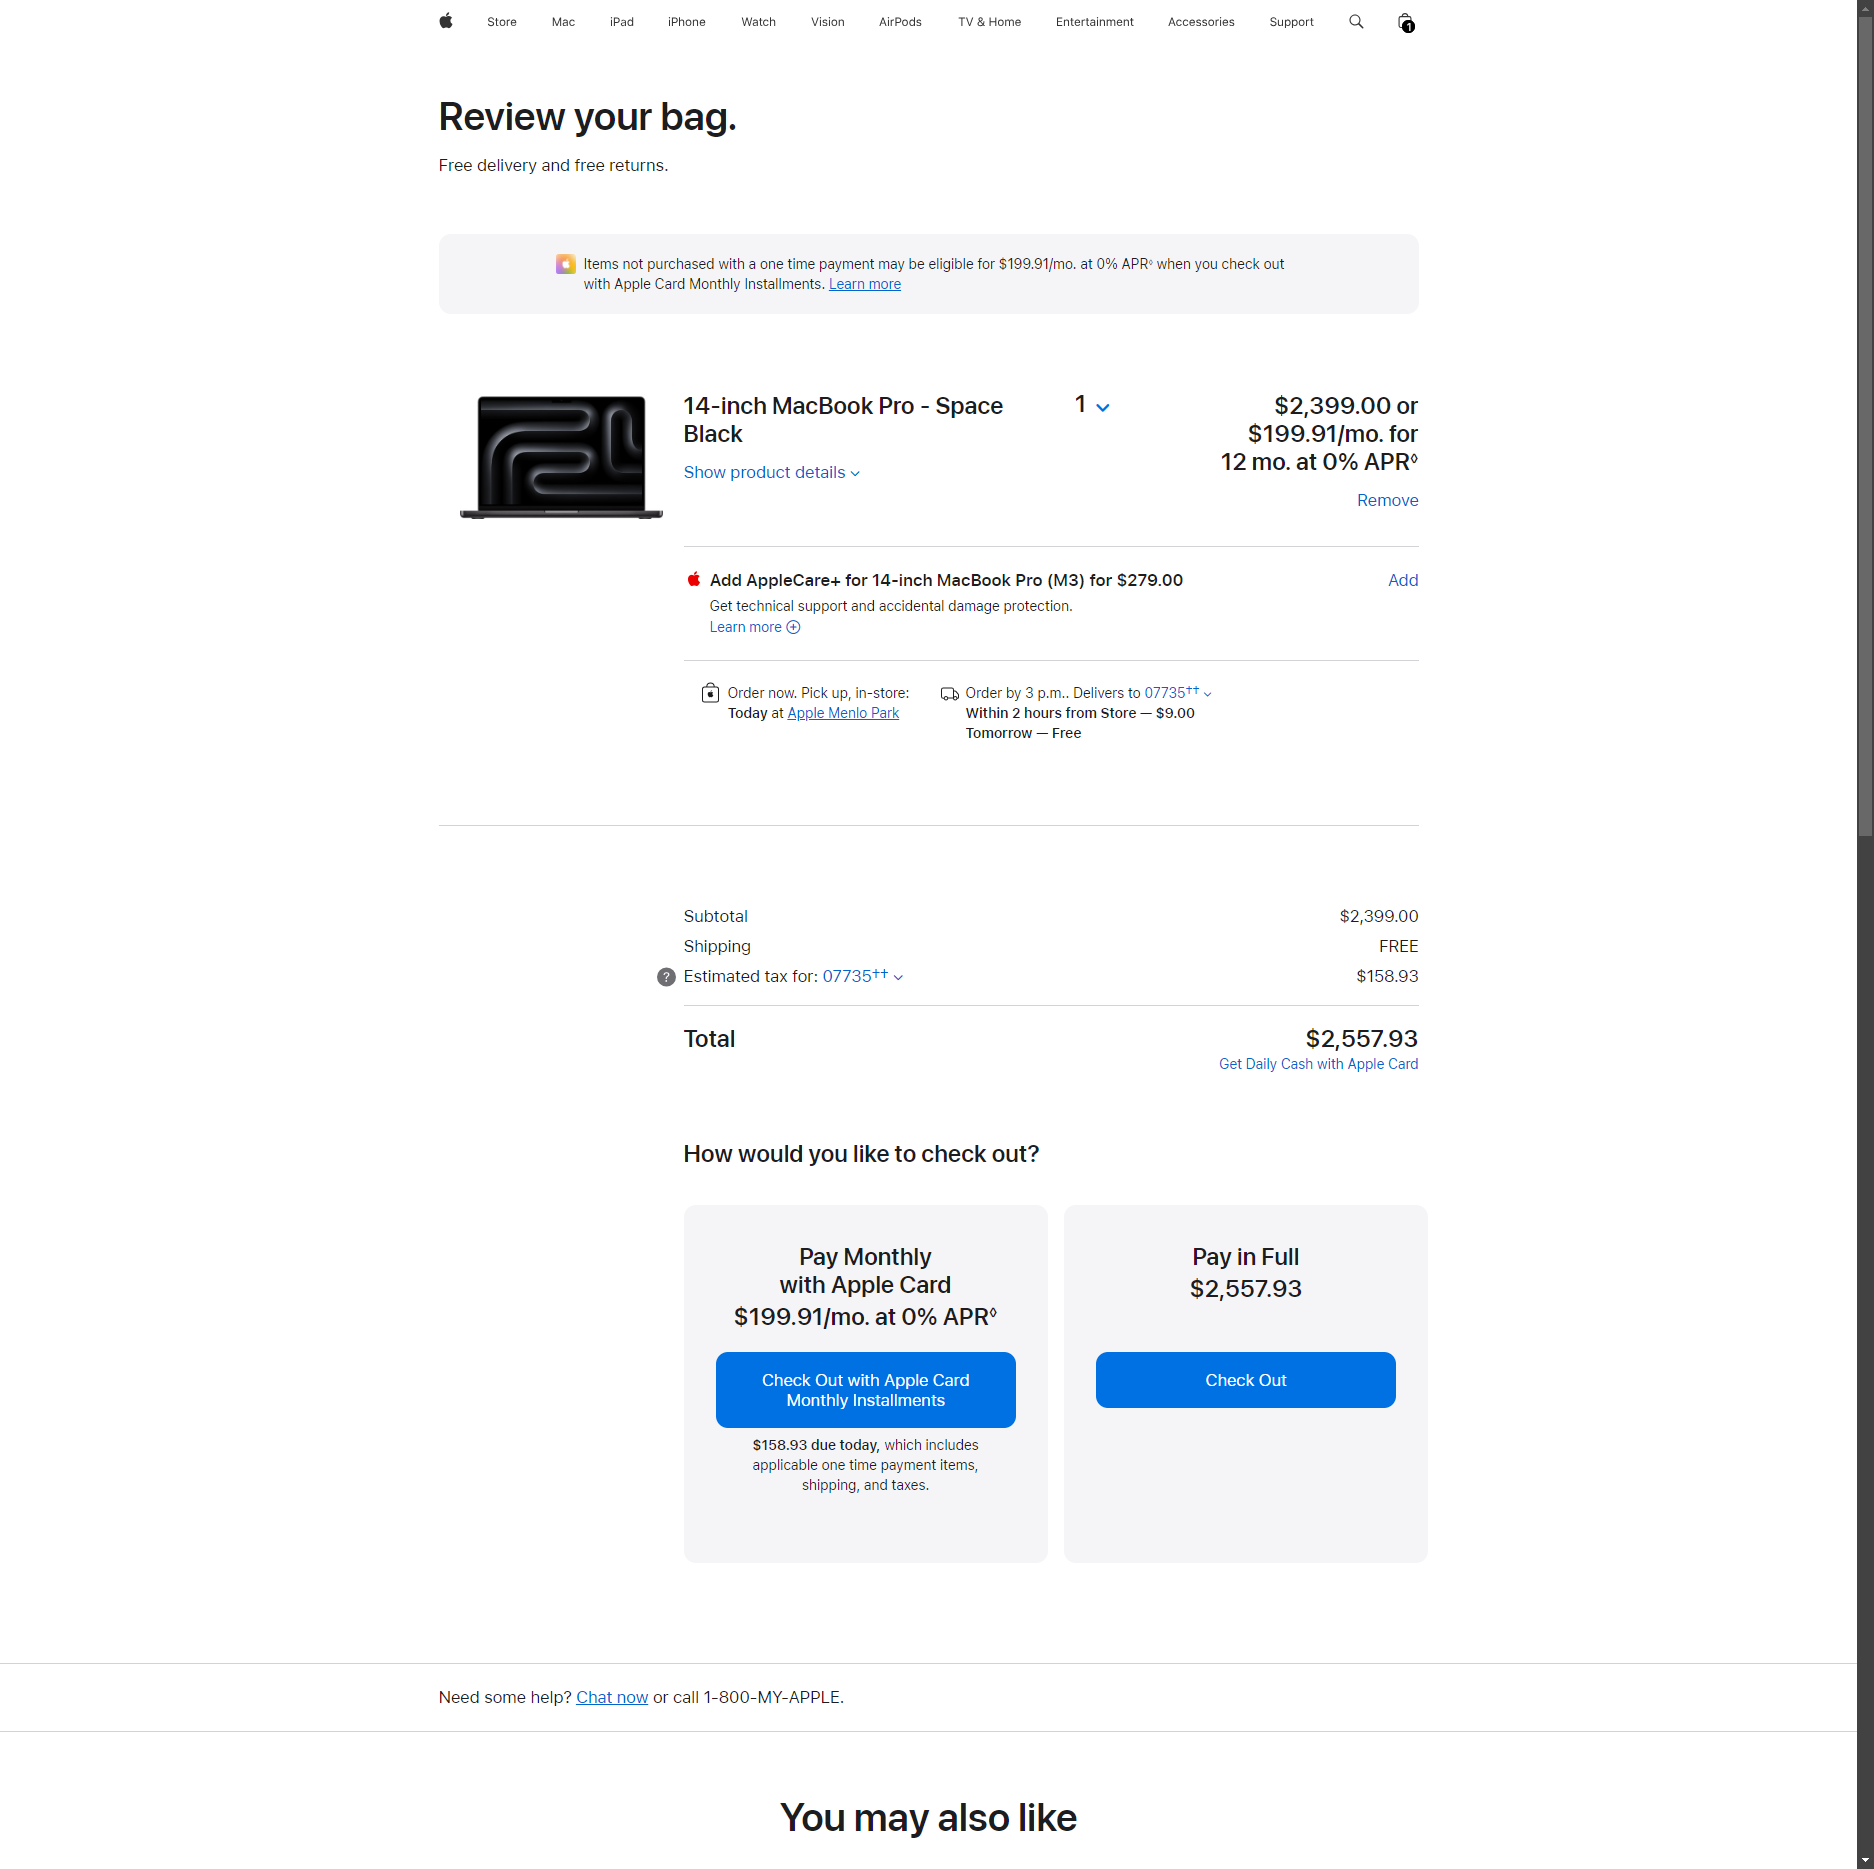 Store Mac iPad iPhone Watch Vision AirPods TV & Home Entertainment Accessories Support 1
Review your bag.
Free delivery and free returns.
Items not purchased with a one time payment may be eligible for $199.91/mo. at 0% APR◊ when you check out
with Apple Card Monthly Installments. Learn more
14-inch MacBook Pro - Space
Black
Show product details
1
$2,399.00 or
$199.91/mo. for
12 mo. at 0% APR◊
Remove
Add AppleCare+ for 14-inch MacBook Pro (M3) for $279.00
Add
Get technical support and accidental damage protection.
Learn more
Order now. Pick up, in-store:
Today at Apple Menlo Park
Order by 3 p.m.. Delivers to 07735††
Within 2 hours from Store — $9.00
Tomorrow — Free
Subtotal $2,399.00
Shipping FREE
? Estimated tax for: 07735†† $158.93
Total $2,557.93
Get Daily Cash with Apple Card
How would you like to check out?
Pay Monthly
with Apple Card
$199.91/mo. at 0% APR◊
Check Out with Apple Card
Monthly Installments
$158.93 due today, which includes
applicable one time payment items,
shipping, and taxes.
Pay in Full
$2,557.93
Check Out
Need some help? Chat now or call 1-800-MY-APPLE.
You may also like